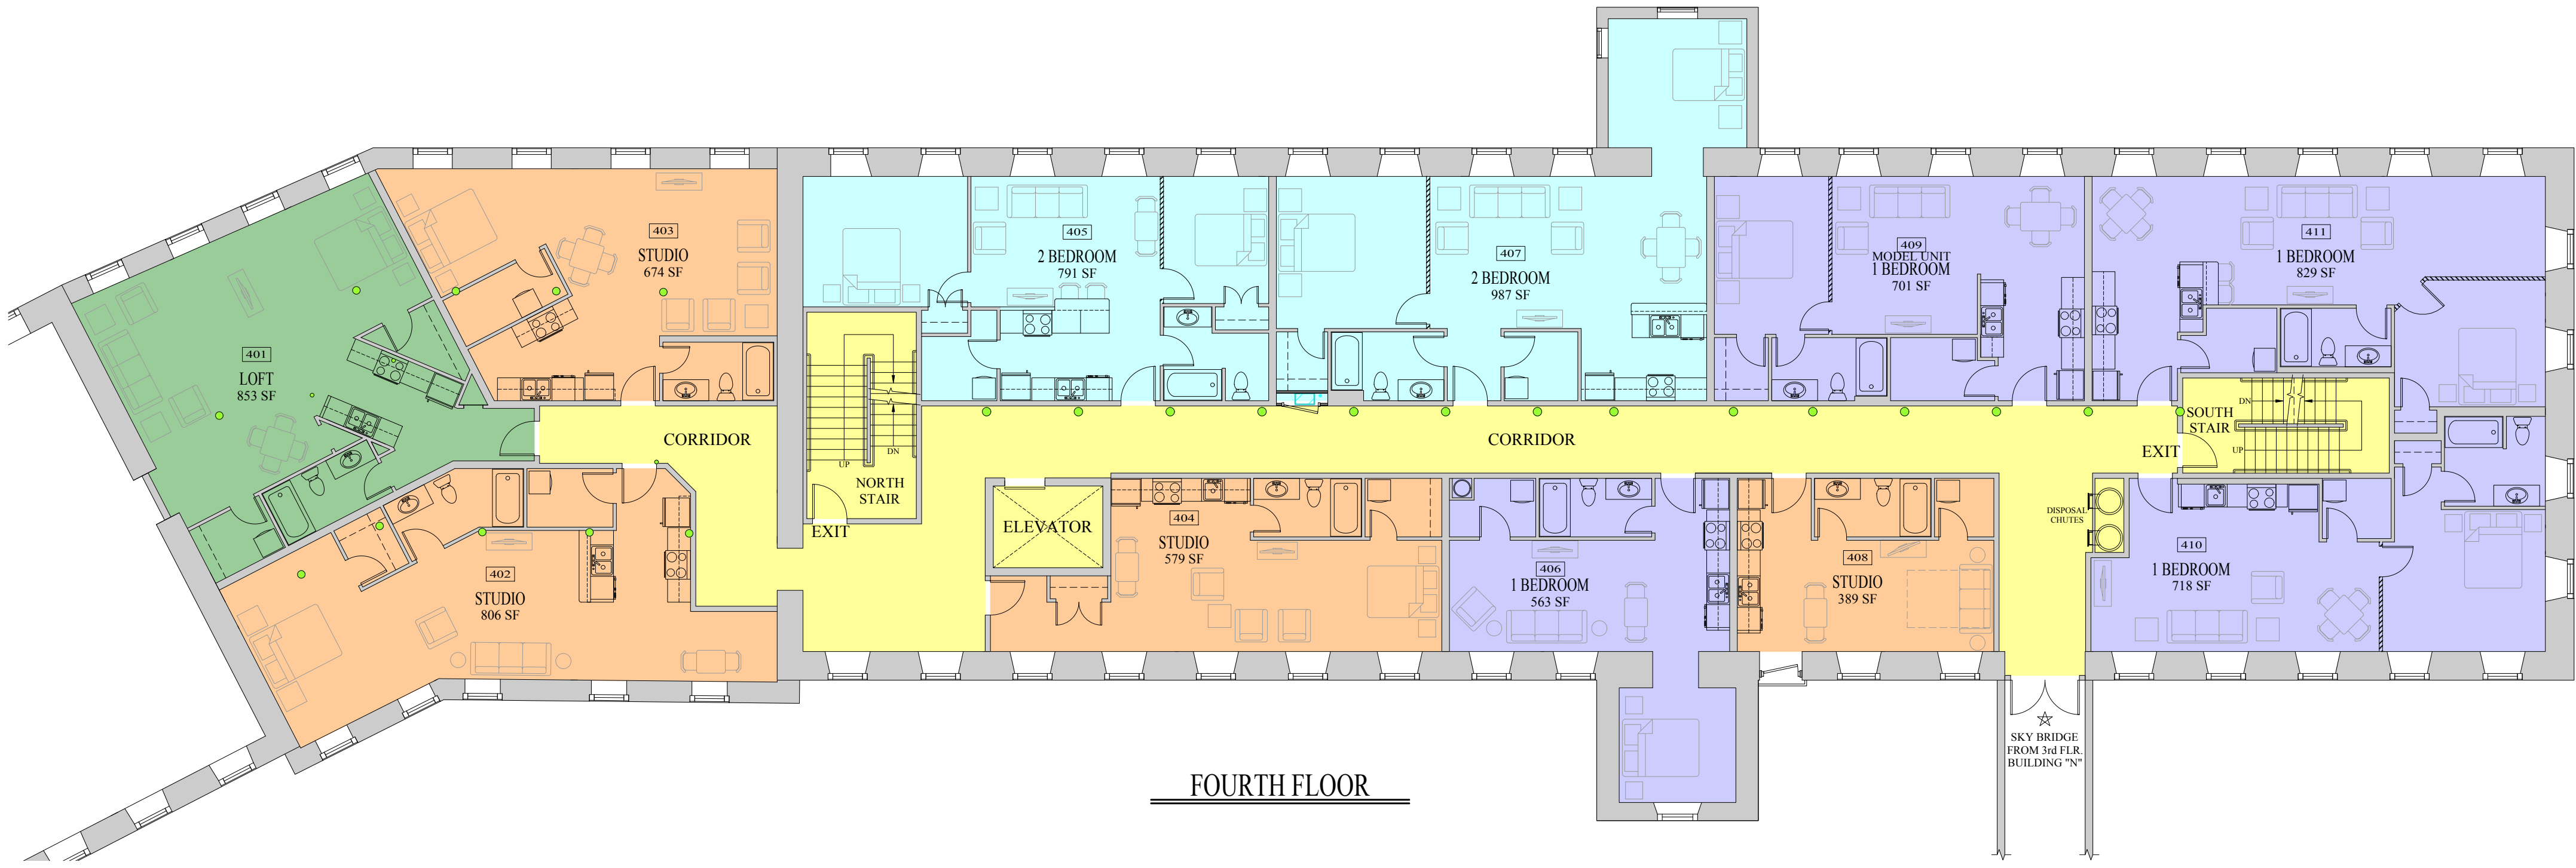 401
LOFT
853 SF
403
STUDIO
674 SF
402
STUDIO
806 SF
CORRIDOR
UP
DN
NORTH
STAIR
EXIT
405
2 BEDROOM
791 SF
ELEVATOR
404
STUDIO
579 SF
407
2 BEDROOM
987 SF
CORRIDOR
406
1 BEDROOM
563 SF
409
MODEL UNIT
1 BEDROOM
701 SF
408
STUDIO
389 SF
411
1 BEDROOM
829 SF
SOUTH
STAIR
DN
UP
EXIT
DISPOSAL
CHUTES
410
1 BEDROOM
718 SF
SKY BRIDGE
FROM 3rd FLR.
BUILDING "N"
FOURTH FLOOR